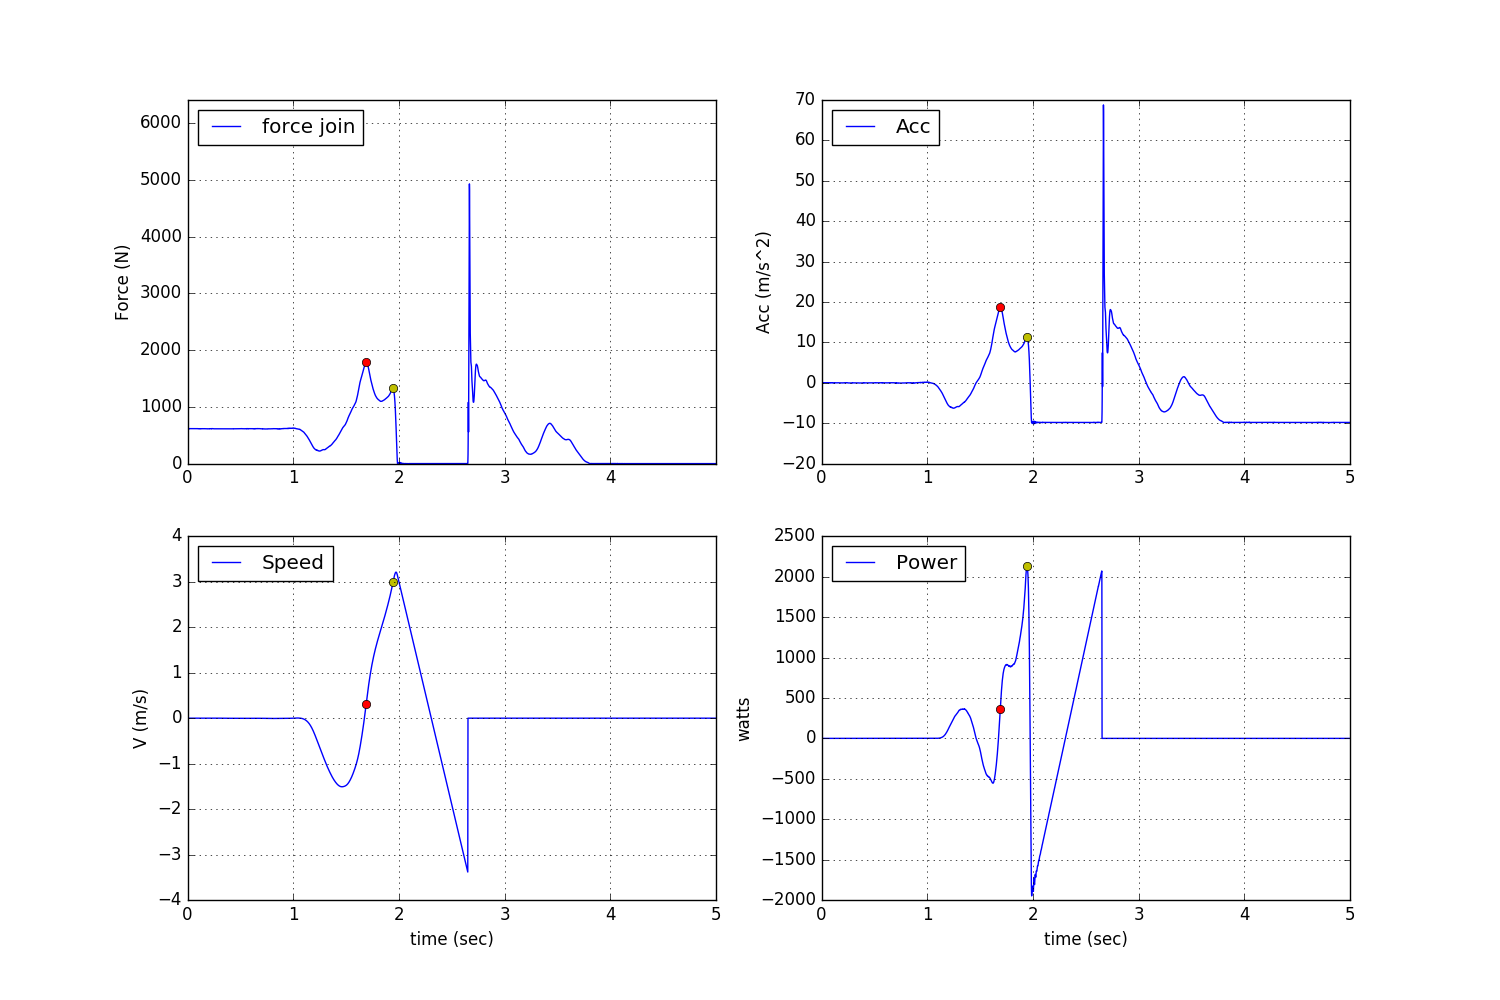 force join
6000
5000
4000
3000
2000
1000
0
Force (N)
0 1 2 3 4
Acc
70
60
50
40
30
20
10
0
−10
−20
Acc (m/s^2)
0 1 2 3 4 5
Speed
4
3
2
1
0
−1
−2
−3
−4
V (m/s)
0 1 2 3 4 5
time (sec)
Power
2500
2000
1500
1000
500
0
−500
−1000
−1500
−2000
watts
0 1 2 3 4 5
time (sec)